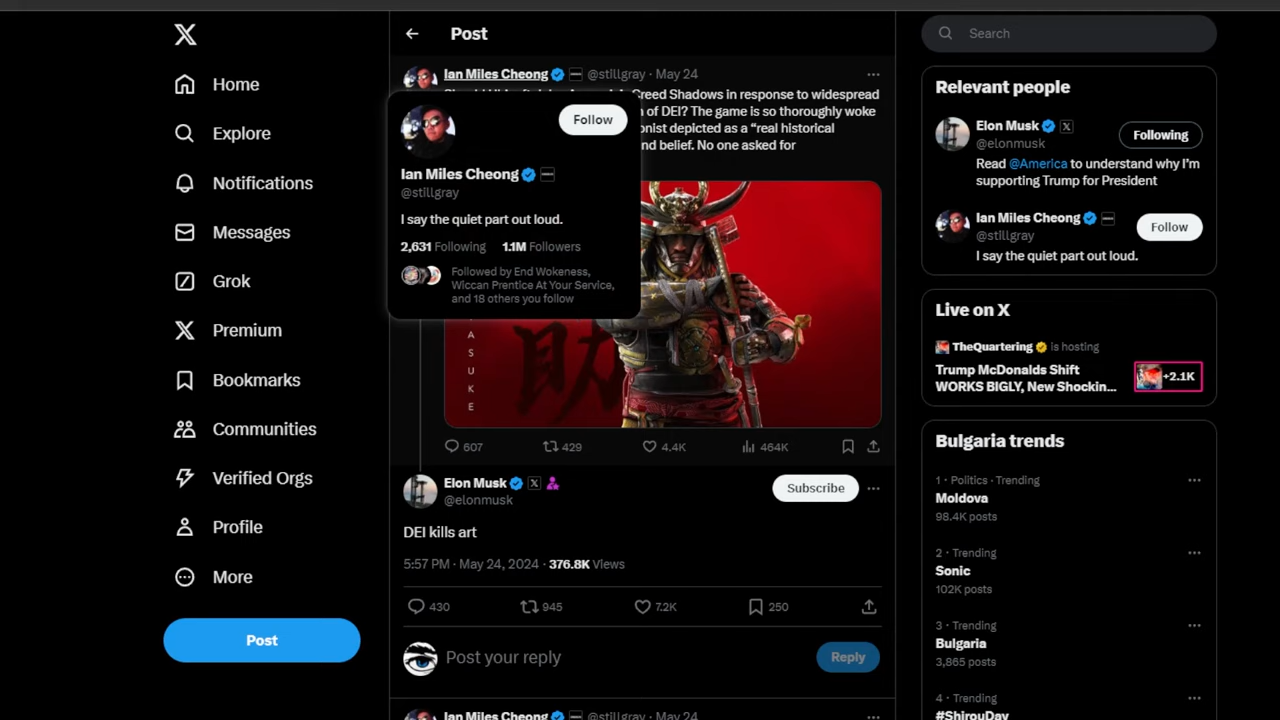 Home
Explore
Notifications
Messages
Grok
Premium
Bookmarks
Communities
Verified Orgs
Profile
More
Post
Post
Ian Miles Cheong @stillgray · May 24
Creed Shadows in response to widespread
of DEI? The game is so thoroughly woke
depicted as a “real historical
belief. No one asked for
Follow
Ian Miles Cheong
@stillgray
I say the quiet part out loud.
2,631 Following 1.1M Followers
Followed by End Wokeness,
Wiccan Prentice At Your Service,
and 18 others you follow
A
S
U
K
E
助
607 429 4.4K 464K
Elon Musk
@elonmusk
Subscribe
DEI kills art
5:57 PM · May 24, 2024 · 376.8K Views
430 945 7.2K 250
Post your reply
Reply
Ian Miles Cheong @stillgray · May 24
Search
Relevant people
Elon Musk
@elonmusk
Following
Read @America to understand why I’m
supporting Trump for President
Ian Miles Cheong
@stillgray
Follow
I say the quiet part out loud.
Live on X
TheQuartering is hosting
Trump McDonalds Shift
WORKS BIGLY, New Shockin...
+2.1K
Bulgaria trends
1 · Politics · Trending
Moldova
98.4K posts
2 · Trending
Sonic
102K posts
3 · Trending
Bulgaria
3,865 posts
4 · Trending
#ShirouDay